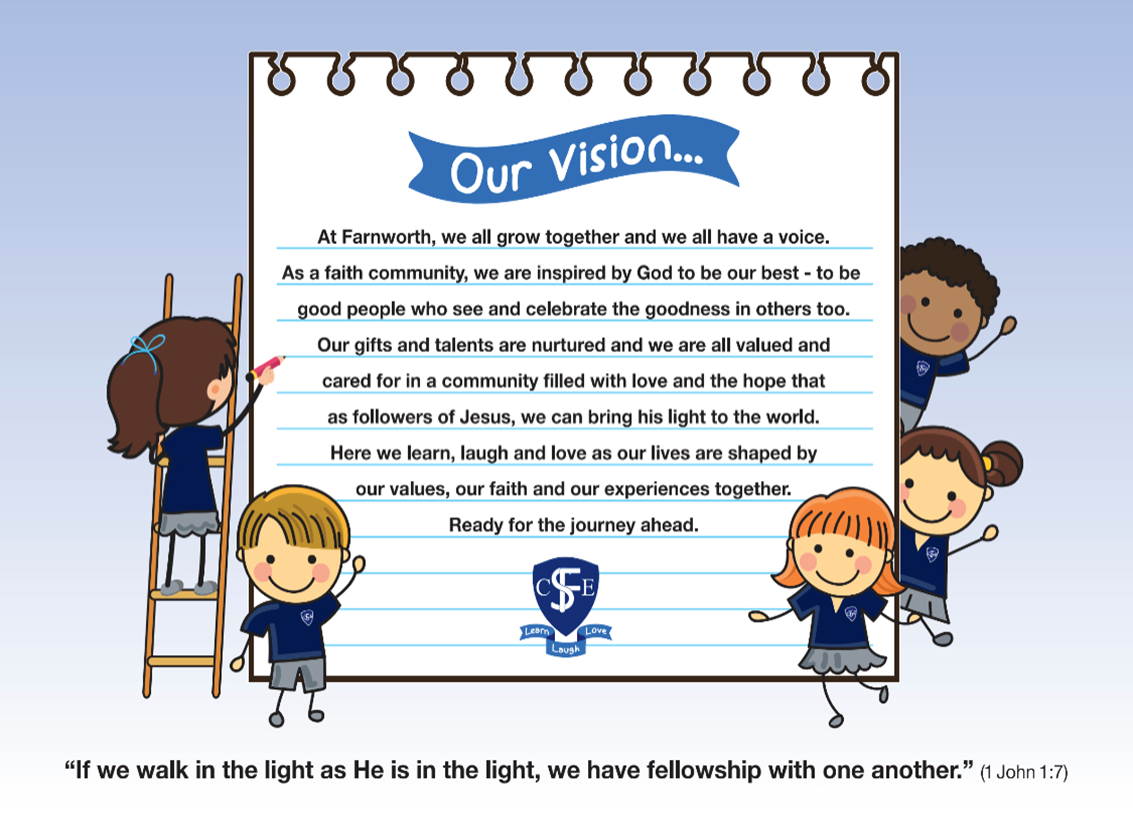 Our Vision...
At Farnworth, we all grow together and we all have a voice.
As a faith community, we are inspired by God to be our best - to be
good people who see and celebrate the goodness in others too.
Our gifts and talents are nurtured and we are all valued and
cared for in a community filled with love and the hope that
as followers of Jesus, we can bring his light to the world.
Here we learn, laugh and love as our lives are shaped by
our values, our faith and our experiences together.
Ready for the journey ahead.
C SF E
Learn Laugh Love
“If we walk in the light as He is in the light, we have fellowship with one another.” (1 John 1:7)